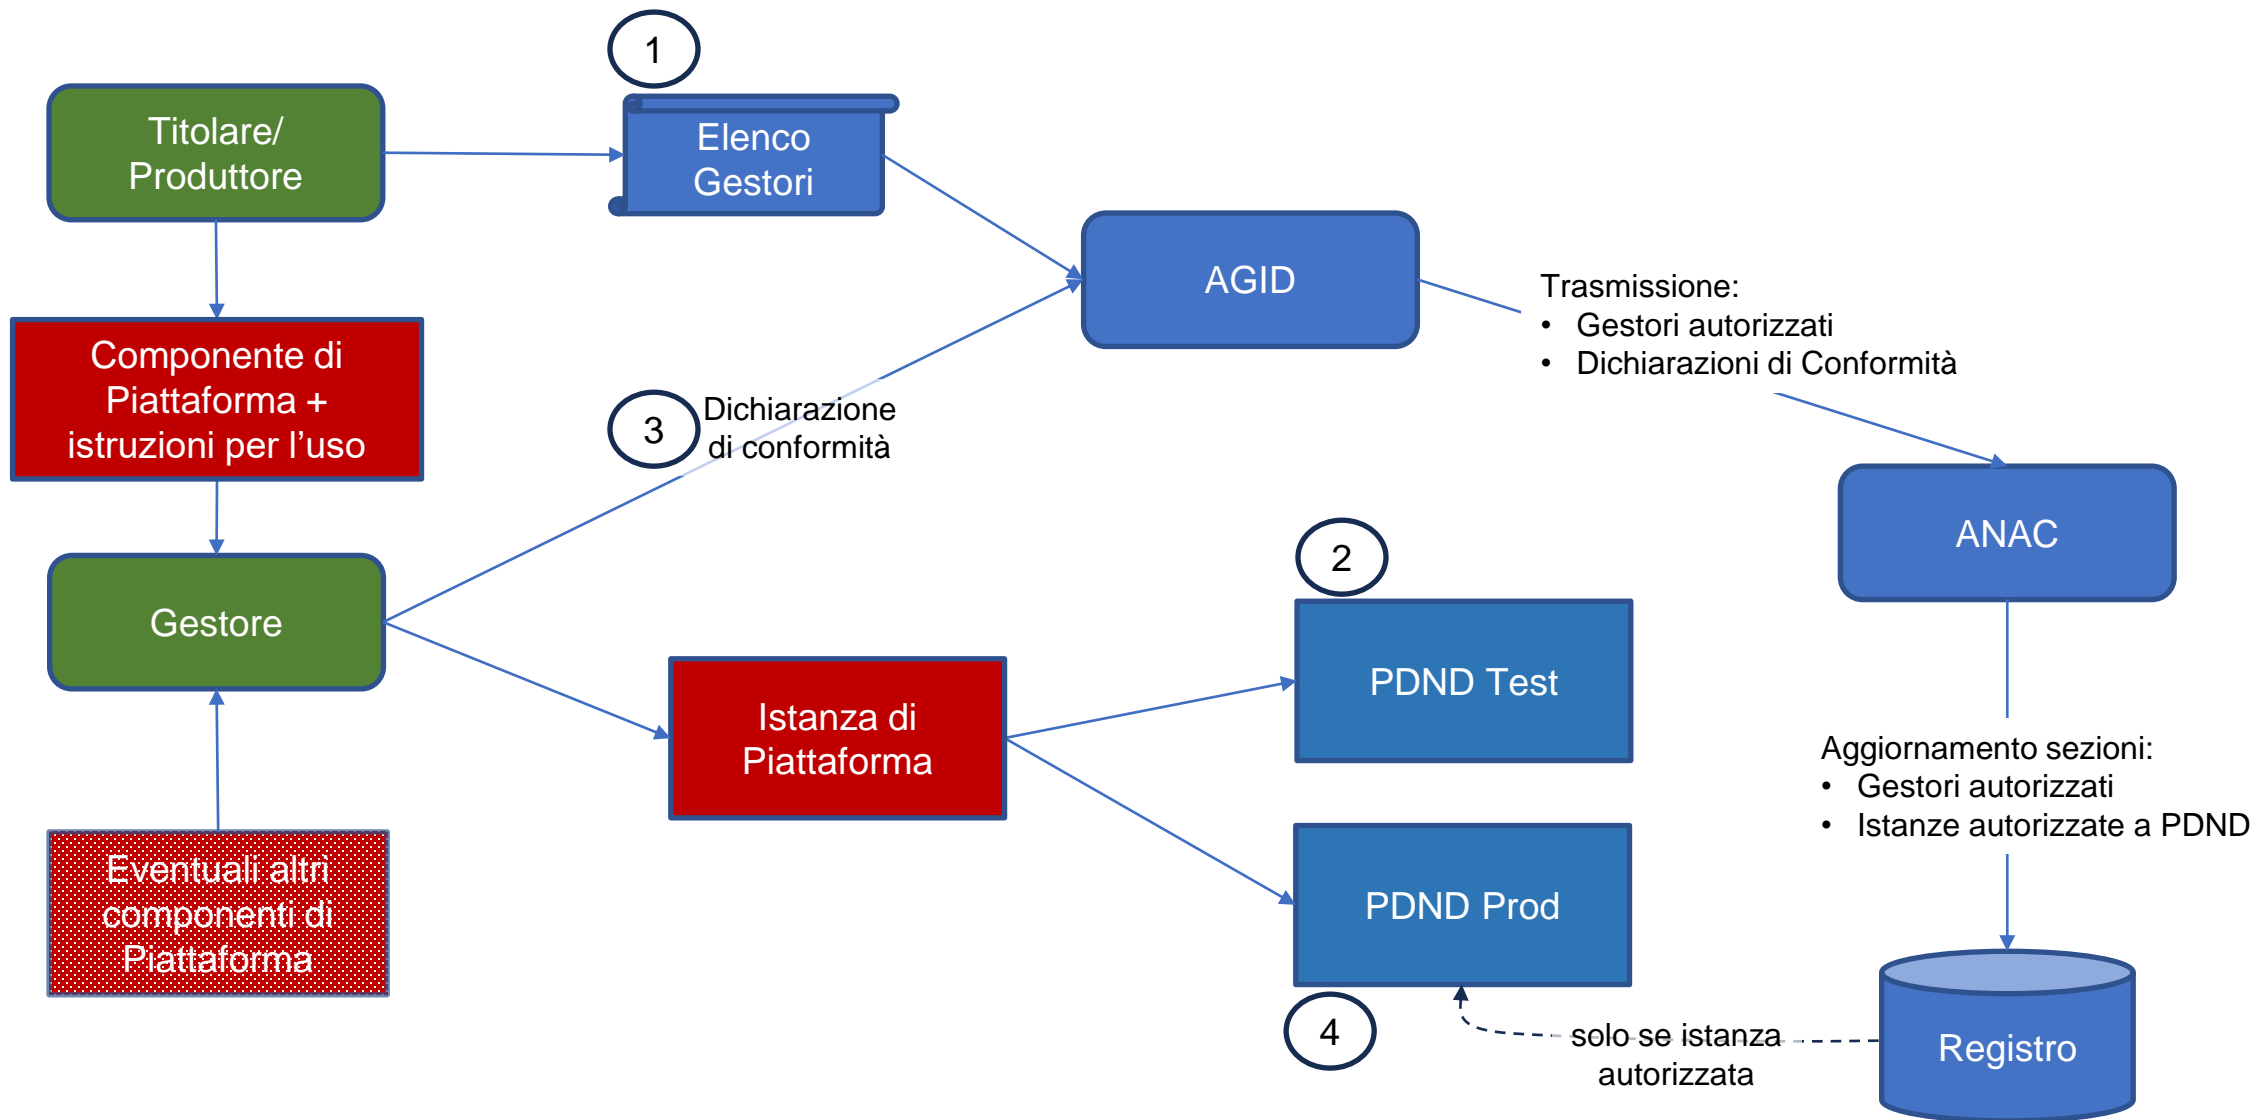 1
Titolare/
Produttore
Elenco
Gestori
AGID
Trasmissione:
• Gestori autorizzati
• Dichiarazioni di Conformità
Componente di
Piattaforma +
istruzioni per l’uso
3
Dichiarazione
di conformità
ANAC
2
Gestore
PDND Test
Istanza di
Piattaforma
Aggiornamento sezioni:
• Gestori autorizzati
• Istanze autorizzate a PDND
Eventuali altri
componenti di
Piattaforma
PDND Prod
4
solo se istanza
autorizzata
Registro